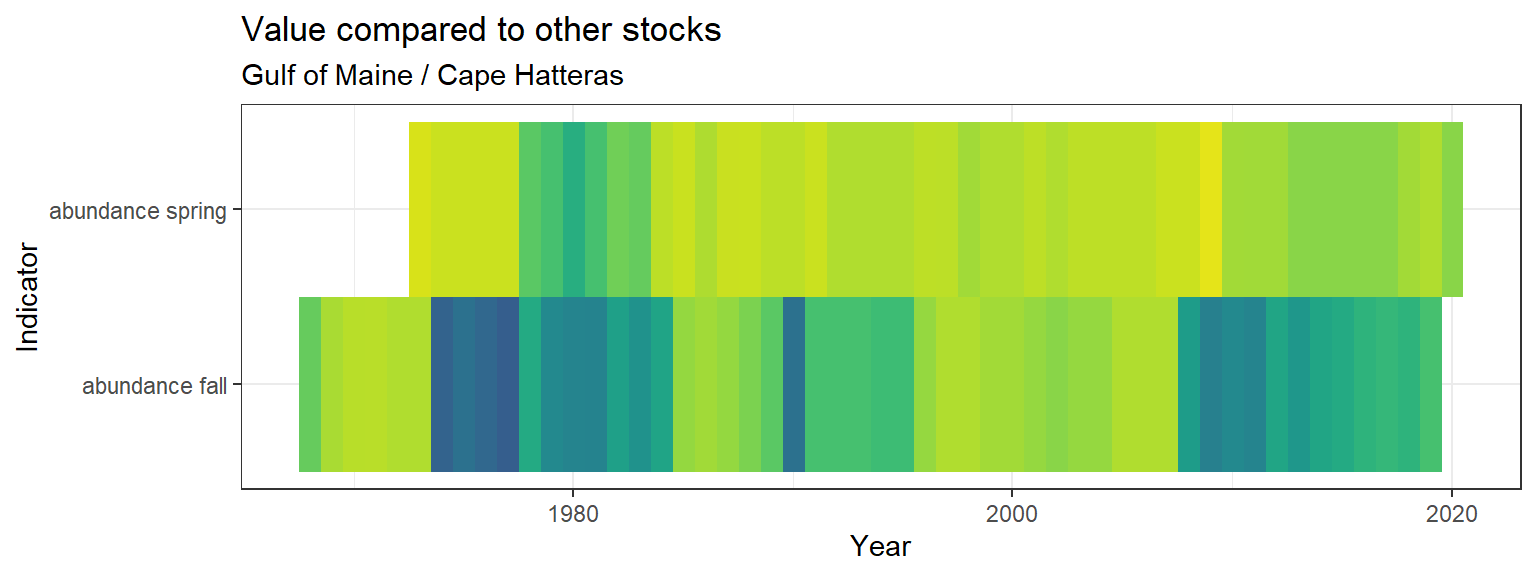 Value compared to other stocks
Gulf of Maine / Cape Hatteras
Indicator
abundance spring
abundance fall
1980
2000
2020
Year